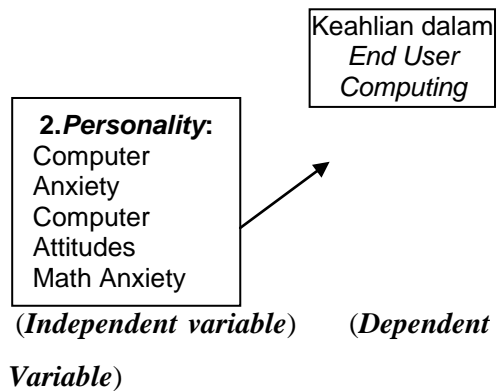 Keahlian dalam
End User
Computing
2.Personality:
Computer
Anxiety
Computer
Attitudes
Math Anxiety
(Independent variable) (Dependent
Variable)